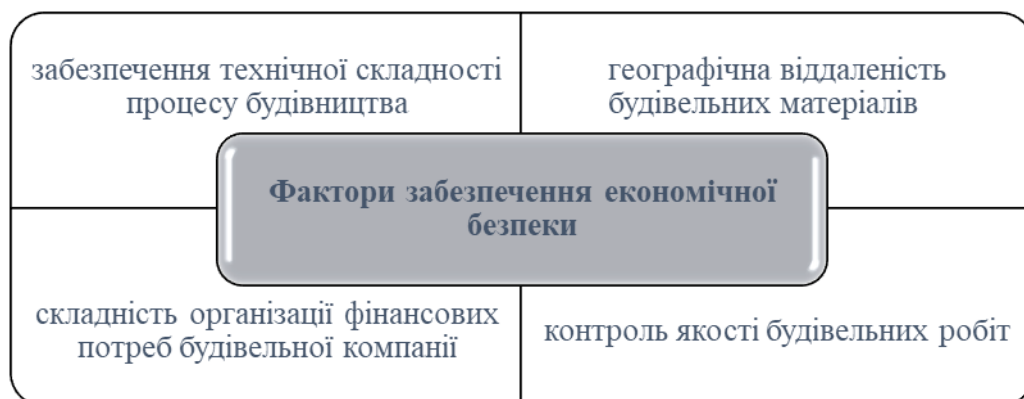 забезпечення технічної складності
процесу будівництва
географічна віддаленість
будівельних матеріалів
Фактори забезпечення економічної
безпеки
складність організації фінансових
потреб будівельної компанії
контроль якості будівельних робіт